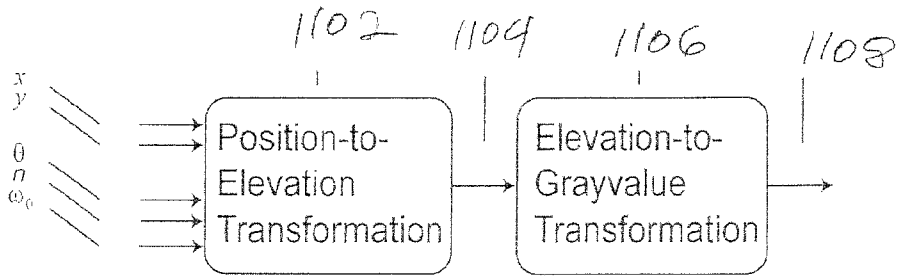 1102 1104 1106 1108
x
y
θ
n
ω₀
Position-to-
Elevation
Transformation
Elevation-to-
Grayvalue
Transformation